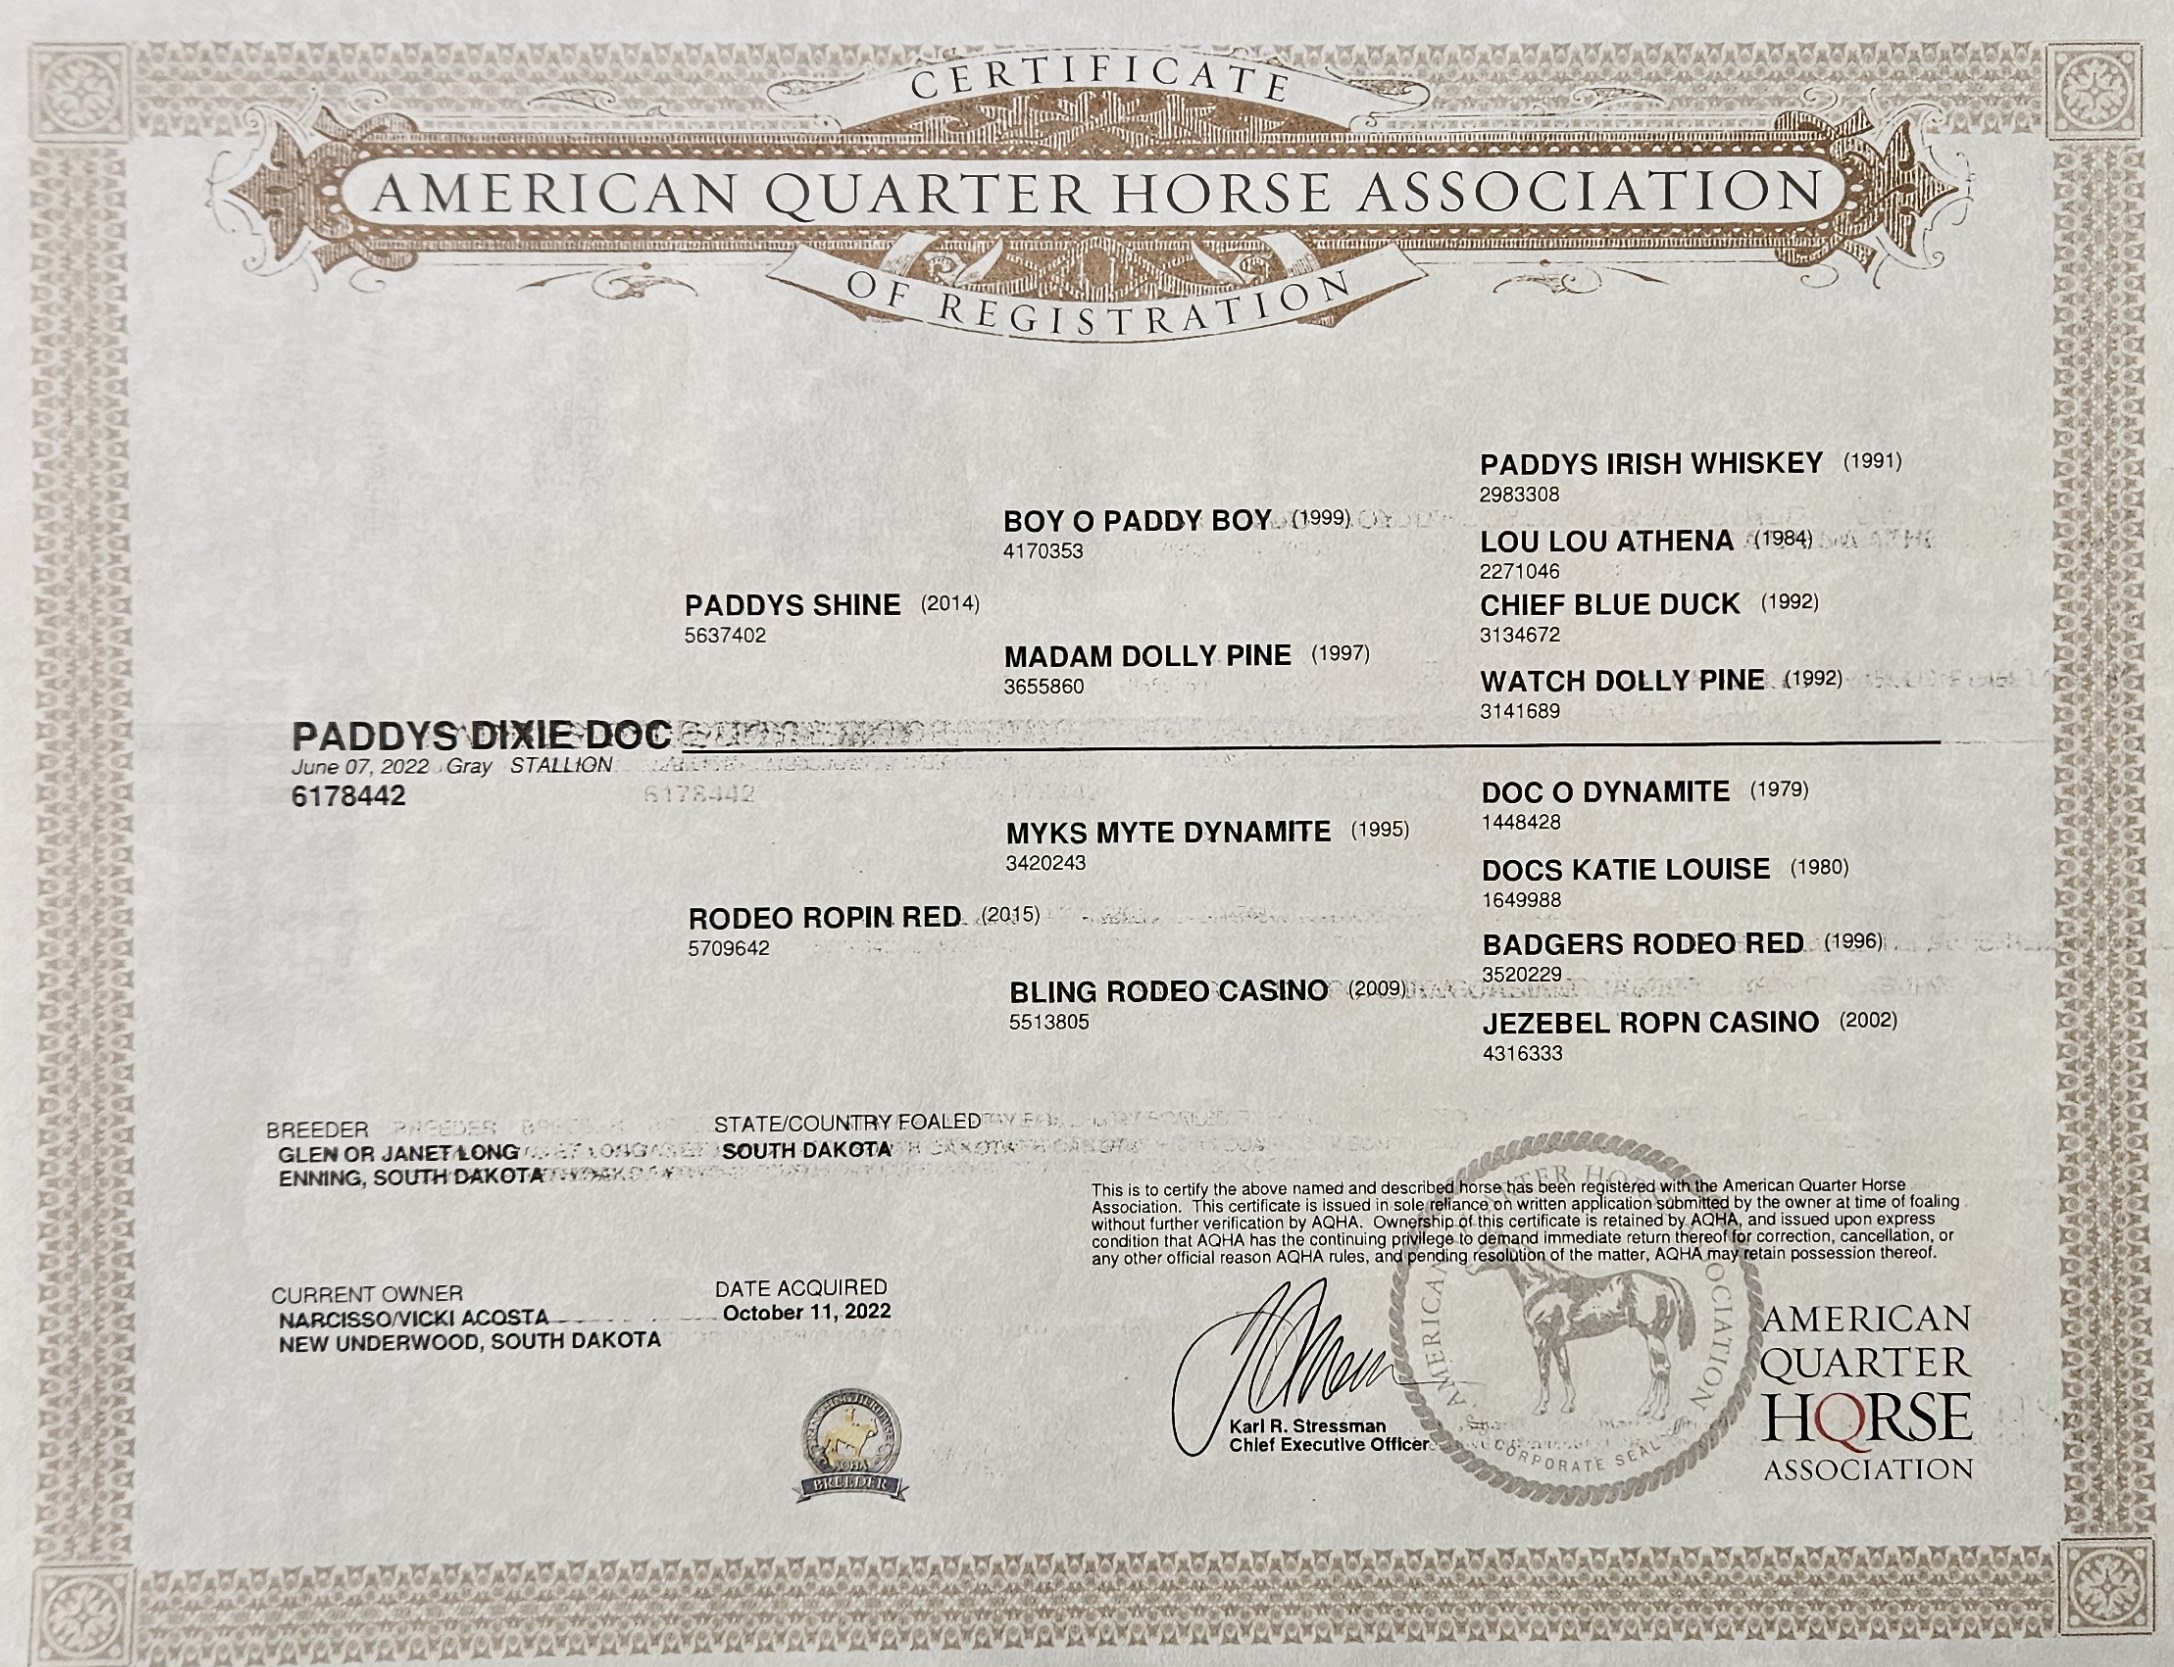 CERTIFICATE
AMERICAN QUARTER HORSE ASSOCIATION
OF REGISTRATION
PADDYS IRISH WHISKEY (1991)
2983308
BOY O PADDY BOY (1999)
4170353
LOU LOU ATHENA (1984)
2271046
PADDYS SHINE (2014)
5637402
CHIEF BLUE DUCK (1992)
3134672
MADAM DOLLY PINE (1997)
3655860
WATCH DOLLY PINE (1992)
3141689
PADDYS DIXIE DOC
June 07, 2022 Gray STALLION
6178442
6178442
DOC O DYNAMITE (1979)
1448428
MYKS MYTE DYNAMITE (1995)
3420243
DOCS KATIE LOUISE (1980)
1649988
RODEO ROPIN RED (2015)
5709642
BADGERS RODEO RED (1996)
3520229
BLING RODEO CASINO (2009)
5513805
JEZEBEL ROPN CASINO (2002)
4316333
BREEDER
GLEN OR JANET LONG
ENNING, SOUTH DAKOTA
STATE/COUNTRY FOALED
SOUTH DAKOTA
This is to certify the above named and described horse has been registered with the American Quarter Horse
Association. This certificate is issued in sole reliance on written application submitted by the owner at time of foaling
without further verification by AQHA. Ownership of this certificate is retained by AQHA, and issued upon express
condition that AQHA has the continuing privilege to demand immediate return thereof for correction, cancellation, or
any other official reason AQHA rules, and pending resolution of the matter, AQHA may retain possession thereof.
CURRENT OWNER
NARCISSO/VICKI ACOSTA
NEW UNDERWOOD, SOUTH DAKOTA
DATE ACQUIRED
October 11, 2022
RANCHING HERITAGE
AQHA
BREEDER
Karl R. Stressman
Chief Executive Officer
AMERICAN QUARTER HORSE ASSOCIATION
CORPORATE SEAL
AMERICAN
QUARTER
HORSE
ASSOCIATION